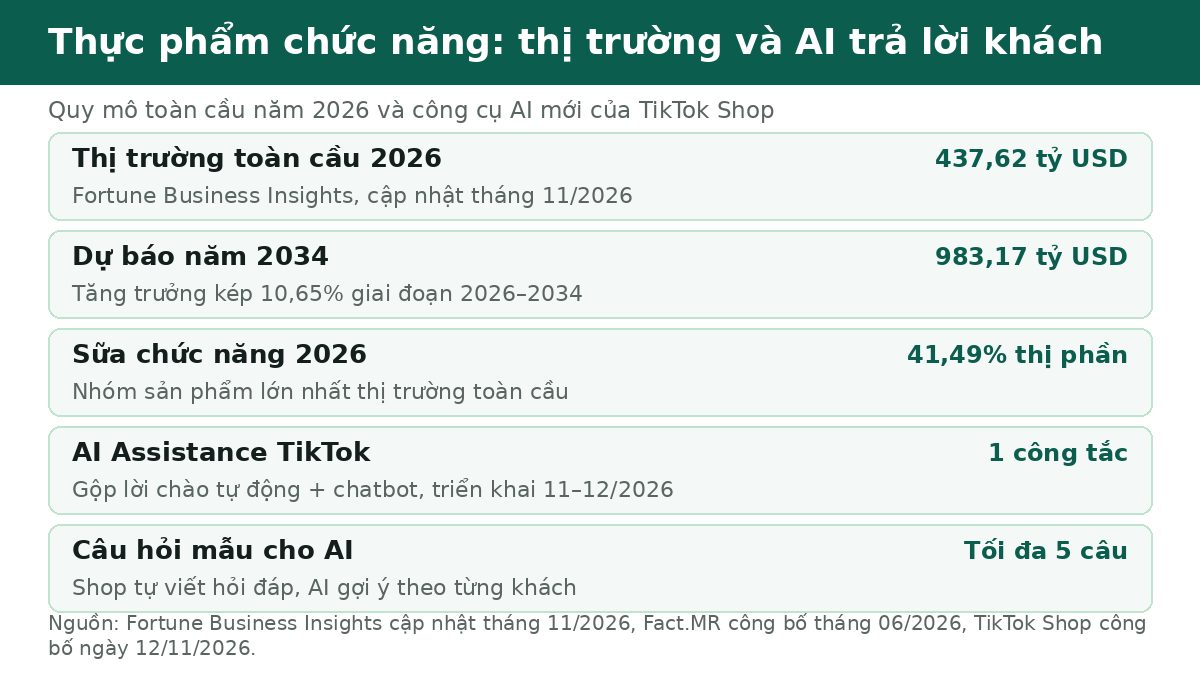 Thực phẩm chức năng: thị trường và AI trả lời khách
Quy mô toàn cầu năm 2026 và công cụ AI mới của TikTok Shop
Thị trường toàn cầu 2026
437,62 tỷ USD
Fortune Business Insights, cập nhật tháng 11/2026
Dự báo năm 2034
983,17 tỷ USD
Tăng trưởng kép 10,65% giai đoạn 2026–2034
Sữa chức năng 2026
41,49% thị phần
Nhóm sản phẩm lớn nhất thị trường toàn cầu
AI Assistance TikTok
1 công tắc
Gộp lời chào tự động + chatbot, triển khai 11–12/2026
Câu hỏi mẫu cho AI
Tối đa 5 câu
Shop tự viết hỏi đáp, AI gợi ý theo từng khách
Nguồn: Fortune Business Insights cập nhật tháng 11/2026, Fact.MR công bố tháng 06/2026, TikTok Shop công
bố ngày 12/11/2026.